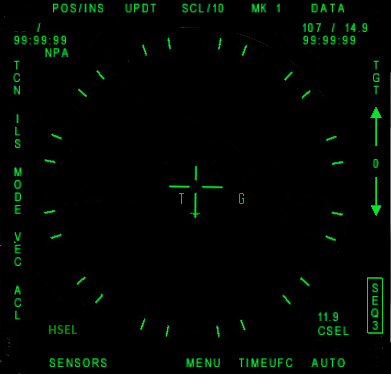 POS/INS UPDT SCL/10 MK 1 DATA
-- / 107 / 14.9
99:99:99 99:99:99
NPA
TCN
TGT
ILS
0
MODE
T G
VEC
ACL
SEQ3
11.9
HSEL CSEL
SENSORS MENU TIMEUFC AUTO